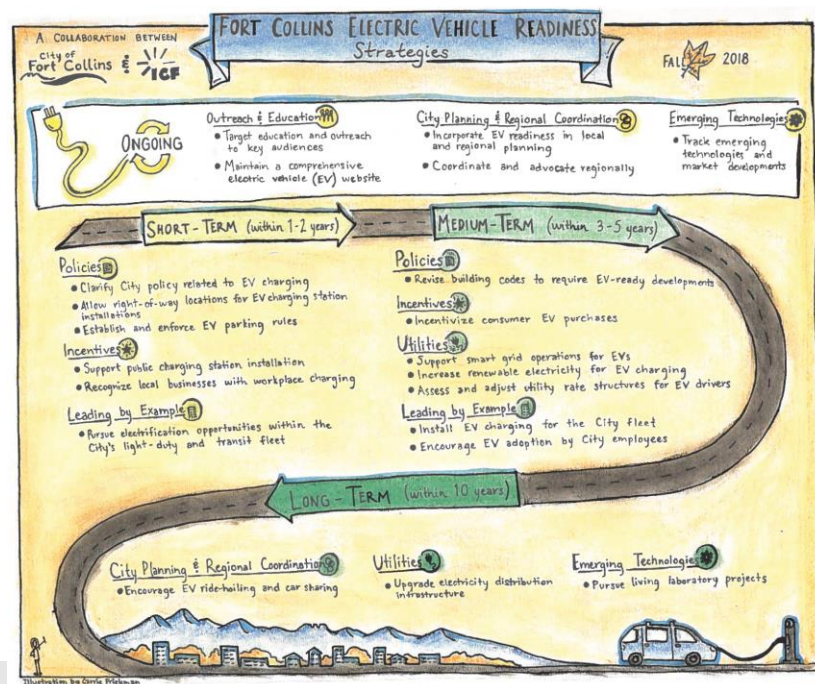 FORT COLLINS ELECTRIC VEHICLE READINESS
Strategies
A COLLABORATION BETWEEN
City of
Fort Collins & ICF
FALL 2018
ONGOING
Outreach & Education
• Target education and outreach
to key audiences
• Maintain a comprehensive
electric vehicle (EV) website
City Planning & Regional Coordination
• Incorporate EV readiness in local
and regional planning
• Coordinate and advocate regionally
Emerging Technologies
• Track emerging
technologies and
market developments
SHORT-TERM (within 1-2 years)
Policies
• Clarify City policy related to EV charging
• Allow right-of-way locations for EV charging station
installations
• Establish and enforce EV parking rules
Incentives
• Support public charging station installation
• Recognize local businesses with workplace charging
Leading by Example
• Pursue electrification opportunities within the
City's light-duty and transit fleet
MEDIUM-TERM (within 3-5 years)
Policies
• Revise building codes to require EV-ready developments
Incentives
• Incentivize consumer EV purchases
Utilities
• Support smart grid operations for EVs
• Increase renewable electricity for EV charging
• Assess and adjust utility rate structures for EV drivers
Leading by Example
• Install EV charging for the City fleet
• Encourage EV adoption by City employees
LONG-TERM (within 10 years)
City Planning & Regional Coordination
• Encourage EV ride-hailing and car sharing
Utilities
• Upgrade electricity distribution
infrastructure
Emerging Technologies
• Pursue living laboratory projects
Illustration by Carrie